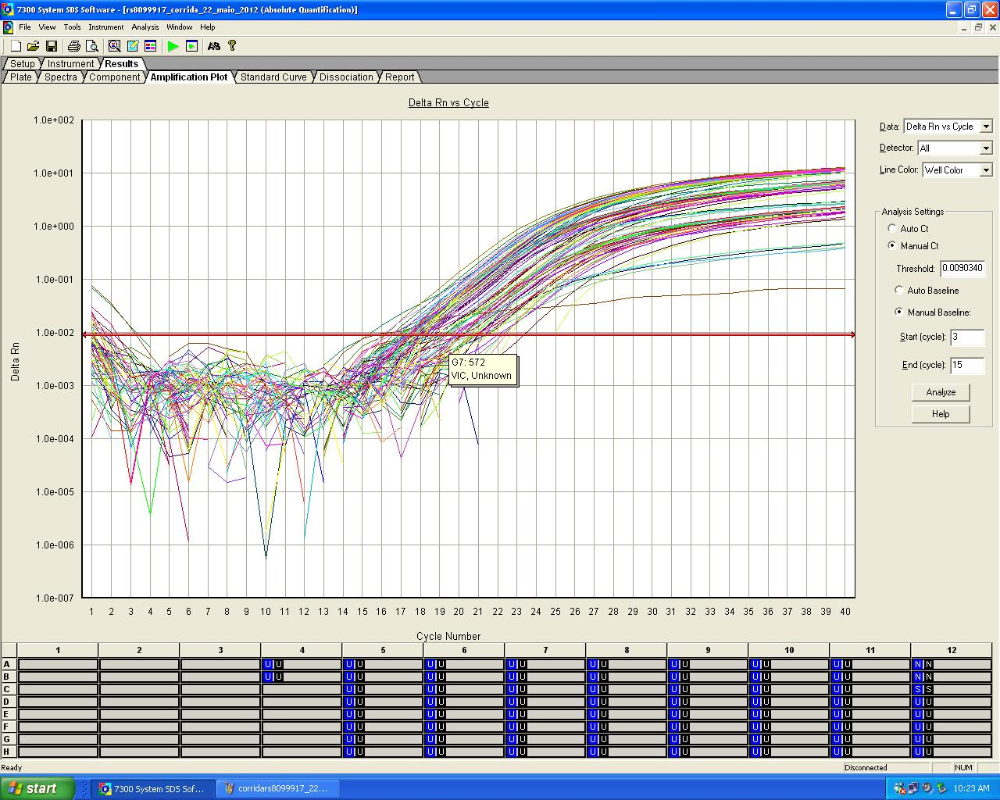 7300 System SDS Software - [rs8099917_corrida_22_maio_2012 (Absolute Quantification)]
File View Tools Instrument Analysis Window Help
Setup Instrument Results
Plate Spectra Component Amplification Plot Standard Curve Dissociation Report
Delta Rn vs Cycle
1.0e+002
1.0e+001
1.0e+000
1.0e-001
1.0e-002
1.0e-003
1.0e-004
1.0e-005
1.0e-006
1.0e-007
Delta Rn
G7: 572
VIC, Unknown
1 2 3 4 5 6 7 8 9 10 11 12 13 14 15 16 17 18 19 20 21 22 23 24 25 26 27 28 29 30 31 32 33 34 35 36 37 38 39 40
Cycle Number
Data: Delta Rn vs Cycle
Detector: All
Line Color: Well Color
Analysis Settings
Auto Ct
Manual Ct
Threshold: 0.0090340
Auto Baseline
Manual Baseline:
Start (cycle): 3
End (cycle): 15
Analyze
Help
1 2 3 4 5 6 7 8 9 10 11 12
A U U U U U U U U U U U U U U U U N N
B U U U U U U U U U U U U U U U U N N
C U U U U U U U U U U U U U U S S
D U U U U U U U U U U U U U U U U
E U U U U U U U U U U U U U U U U
F U U U U U U U U U U U U U U U U
G U U U U U U U U U U U U U U U U
H U U U U U U U U U U U U U U U U
Ready
Disconnected
NUM
start
7300 System SDS Sof...
corridars8099917_22...
10:23 AM